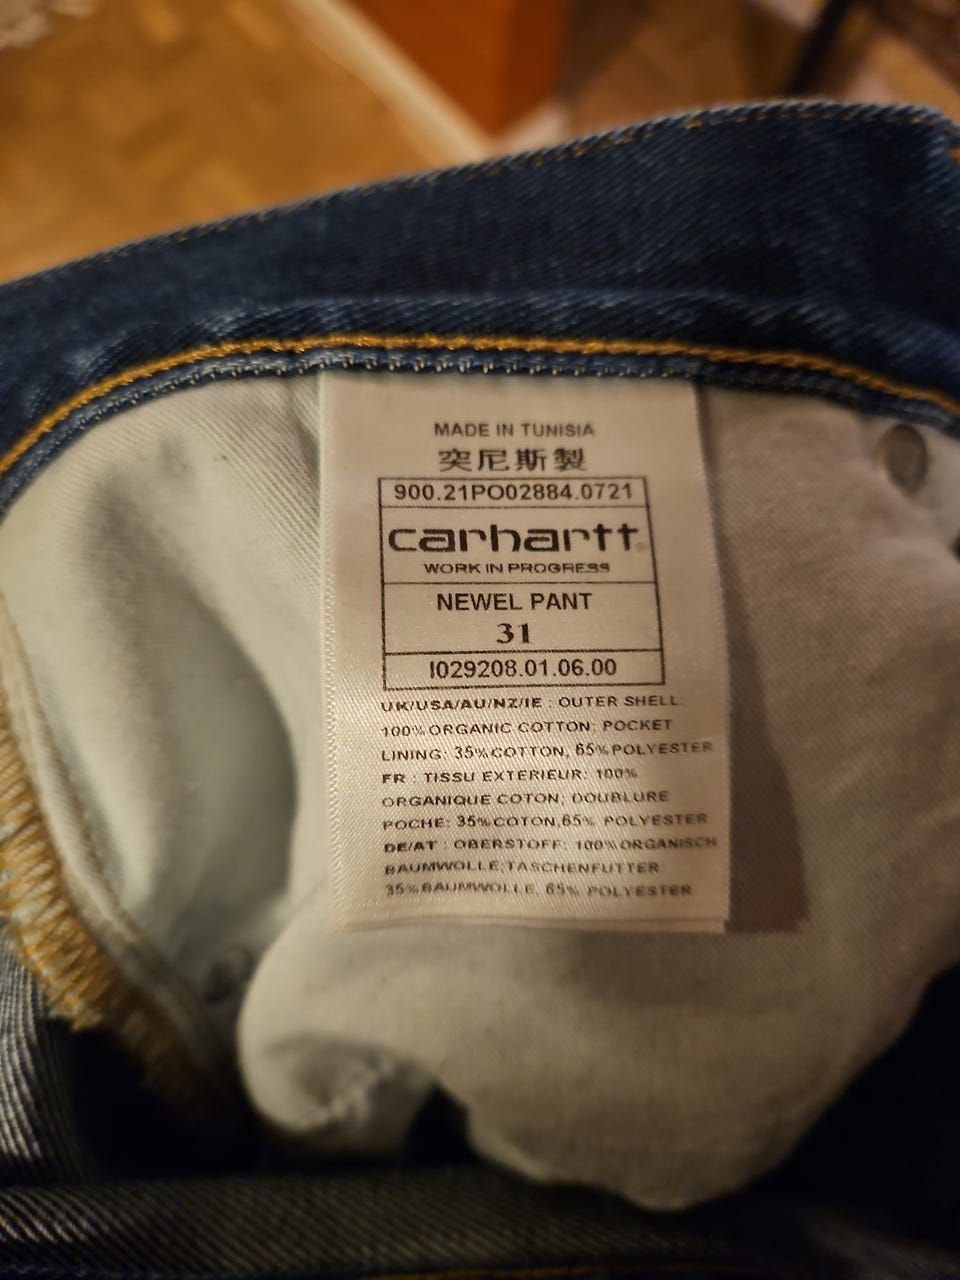 MADE IN TUNISIA
突尼斯製
900.21PO02884.0721
carhartt®
WORK IN PROGRESS
NEWEL PANT
31
I029208.01.06.00
UK/USA/AU/NZ/IE : OUTER SHELL:
100% ORGANIC COTTON; POCKET
LINING: 35%COTTON, 65%POLYESTER
FR : TISSU EXTERIEUR: 100%
ORGANIQUE COTON; DOUBLURE
POCHE: 35%COTON,65% POLYESTER
DE/AT : OBERSTOFF: 100%ORGANISCH
BAUMWOLLE;TASCHENFUTTER:
35%BAUMWOLLE, 65% POLYESTER